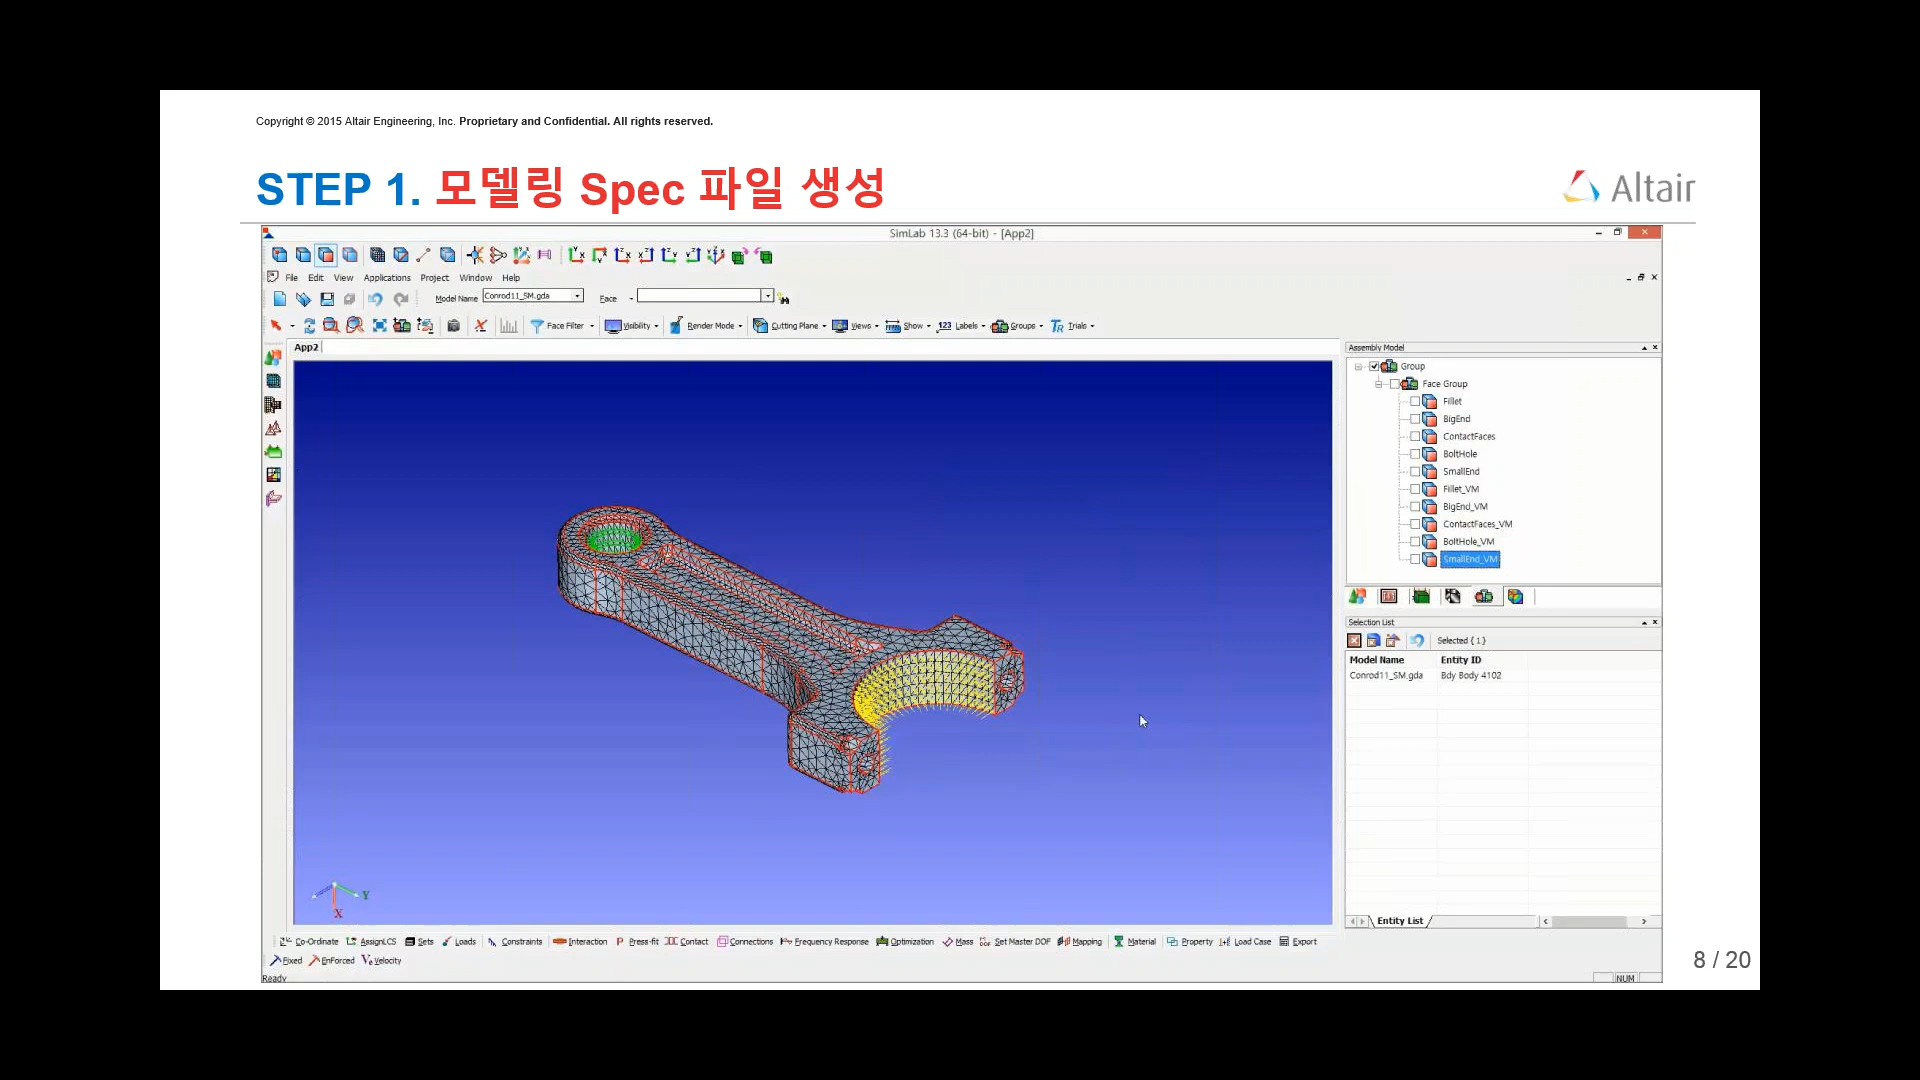 Copyright © 2015 Altair Engineering, Inc. Proprietary and Confidential. All rights reserved.
STEP 1. 모델링 Spec 파일 생성
Altair
SimLab 13.3 (64-bit) - [App2]
File Edit View Applications Project Window Help
Model Name Conrod11_SM.gda Face
Face Filter Visibility Render Mode Cutting Plane Views Show 123 Labels Groups TR Trials
App2
Assembly Model
Group
Face Group
Fillet
BigEnd
ContactFaces
BoltHole
SmallEnd
Fillet_VM
BigEnd_VM
ContactFaces_VM
BoltHole_VM
SmallEnd_VM
Selection List
Selected { 1 }
Model Name Entity ID
Conrod11_SM.gda Bdy Body 4102
Y
X
Entity List
Co-Ordinate AssignLCS Sets Loads Constraints Interaction Press-fit Contact Connections Frequency Response Optimization Mass Set Master DOF Mapping Material Property Load Case Export
Fixed EnForced Velocity
Ready
NUM
8 / 20